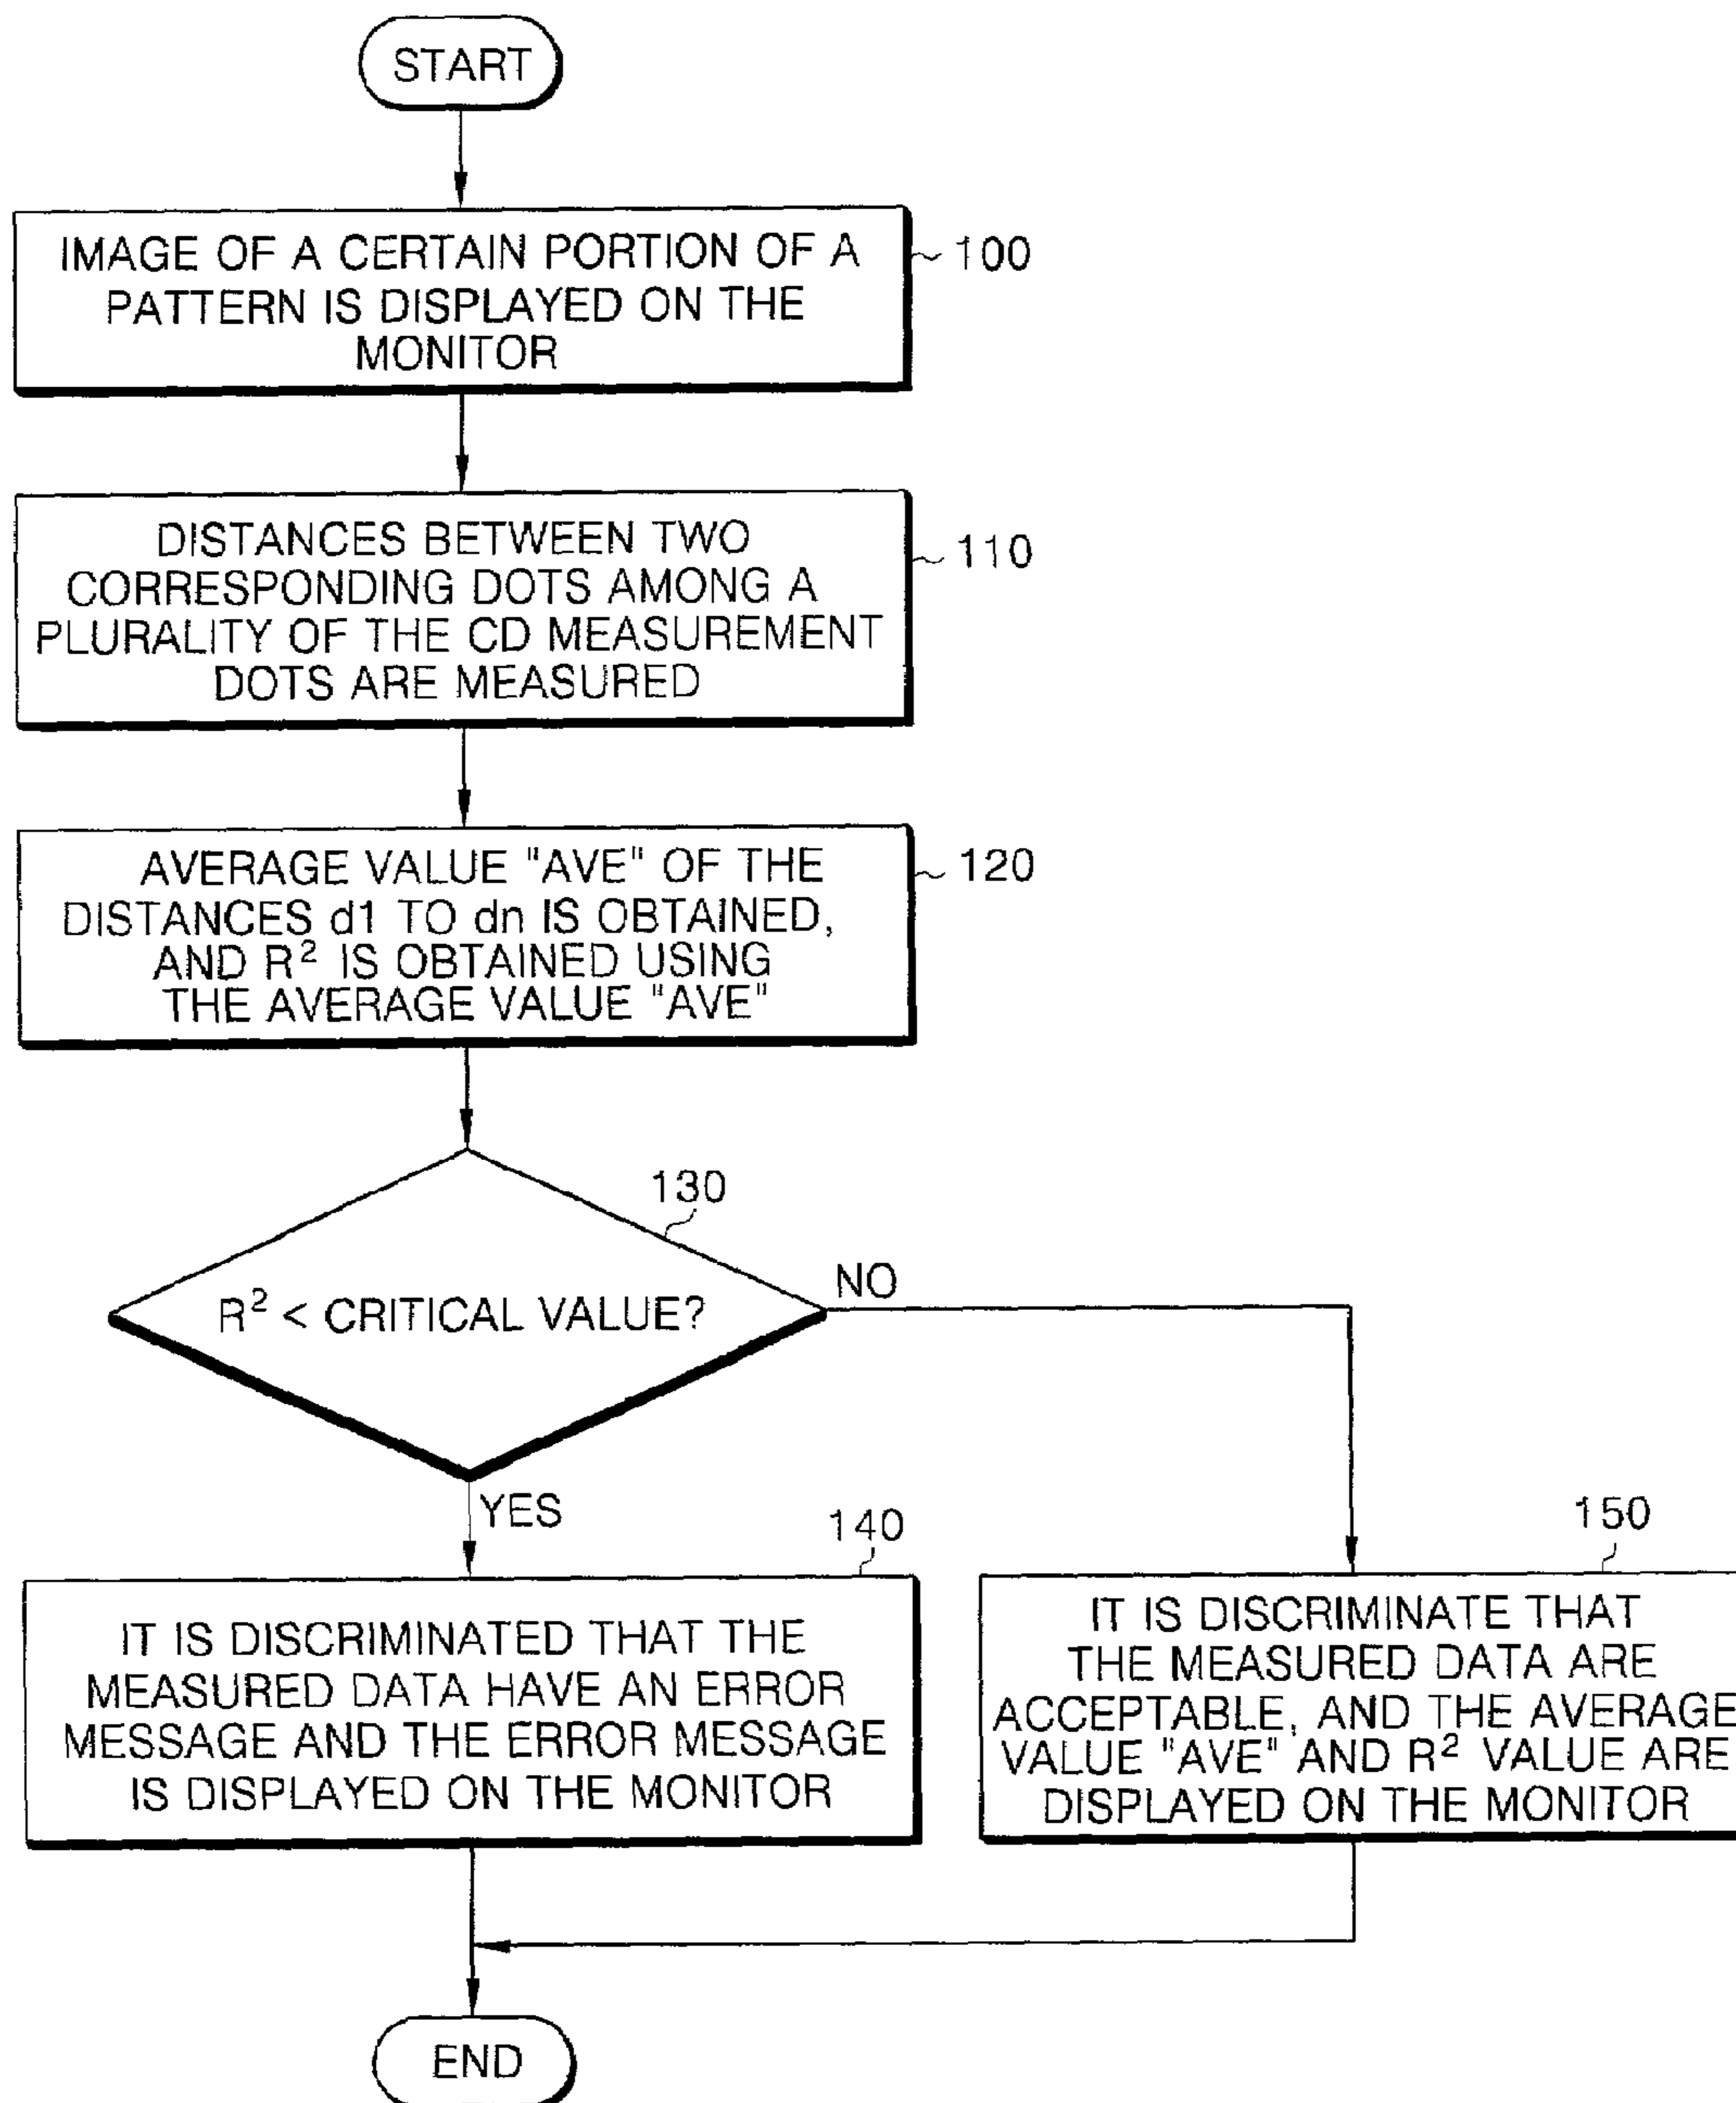 START
IMAGE OF A CERTAIN PORTION OF A
PATTERN IS DISPLAYED ON THE
MONITOR
100
DISTANCES BETWEEN TWO
CORRESPONDING DOTS AMONG A
PLURALITY OF THE CD MEASUREMENT
DOTS ARE MEASURED
110
AVERAGE VALUE "AVE" OF THE
DISTANCES d1 TO dn IS OBTAINED,
AND R² IS OBTAINED USING
THE AVERAGE VALUE "AVE"
120
130
R² < CRITICAL VALUE?
NO
YES
140
IT IS DISCRIMINATED THAT THE
MEASURED DATA HAVE AN ERROR
MESSAGE AND THE ERROR MESSAGE
IS DISPLAYED ON THE MONITOR
150
IT IS DISCRIMINATE THAT
THE MEASURED DATA ARE
ACCEPTABLE, AND THE AVERAGE
VALUE "AVE" AND R² VALUE ARE
DISPLAYED ON THE MONITOR
END